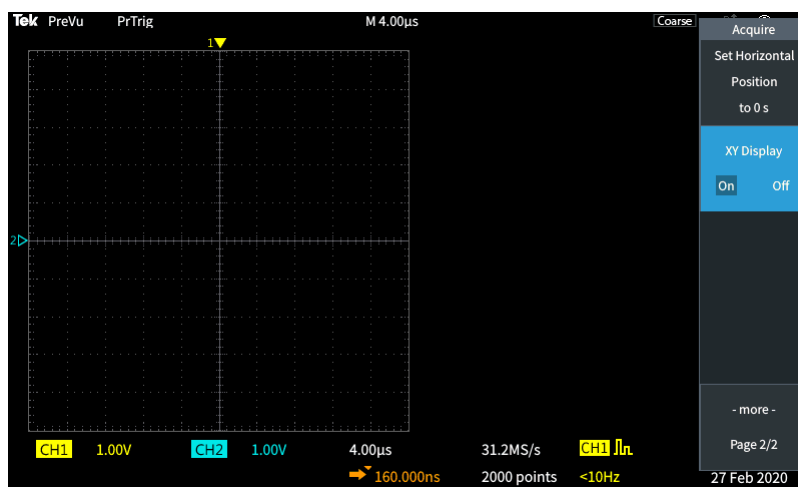 Tek PreVu PrTrig M 4.00µs Coarse
Acquire
Set Horizontal
Position
to 0 s
XY Display
On Off
- more -
Page 2/2
1
2
CH1 1.00V CH2 1.00V 4.00µs 31.2MS/s CH1
160.000ns 2000 points <10Hz 27 Feb 2020